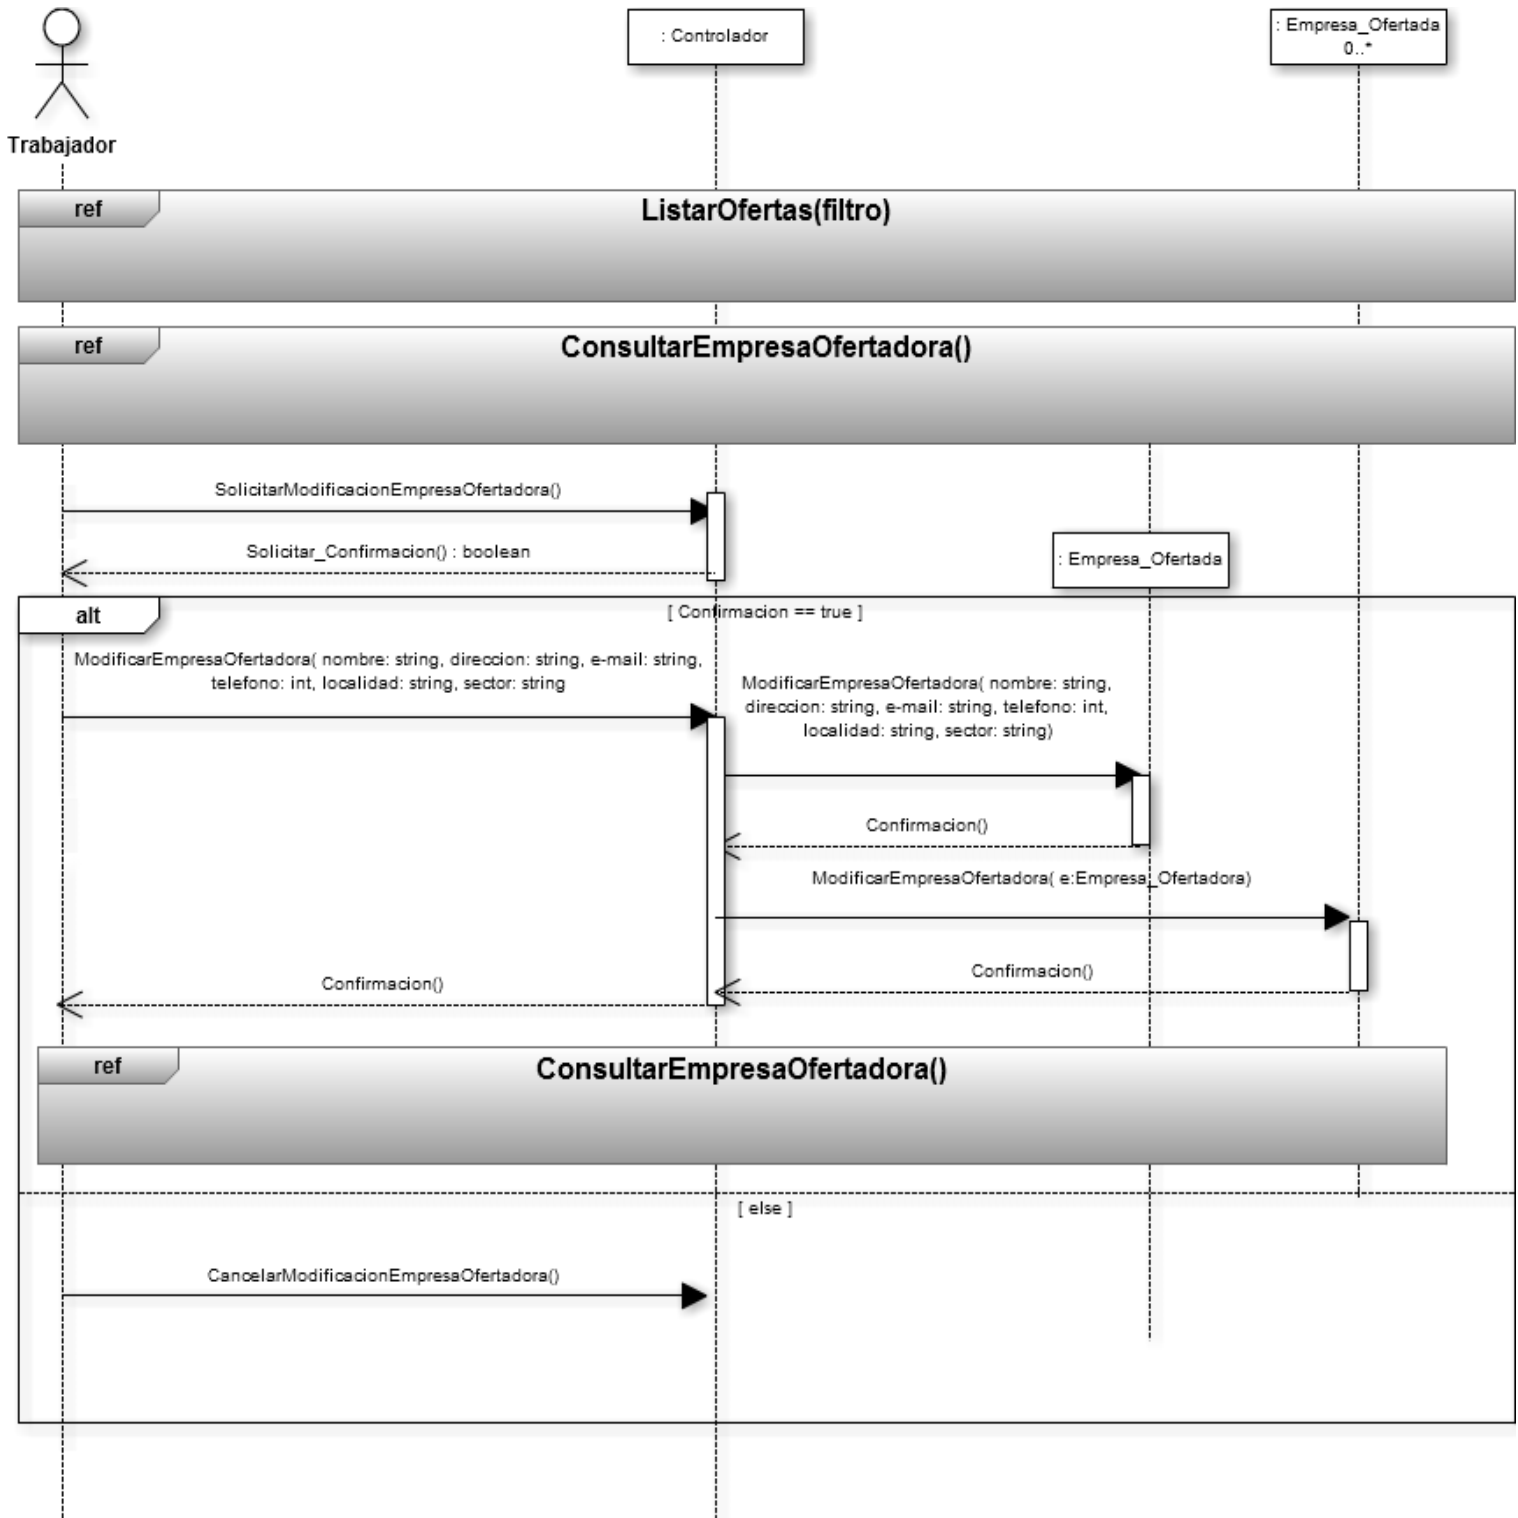 : Controlador
: Empresa_Ofertada
0..*
Trabajador
ref
ListarOfertas(filtro)
ref
ConsultarEmpresaOfertadora()
SolicitarModificacionEmpresaOfertadora()
Solicitar_Confirmacion() : boolean
: Empresa_Ofertada
alt
[ Confirmacion == true ]
ModificarEmpresaOfertadora( nombre: string, direccion: string, e-mail: string,
telefono: int, localidad: string, sector: string
ModificarEmpresaOfertadora( nombre: string,
direccion: string, e-mail: string, telefono: int,
localidad: string, sector: string)
Confirmacion()
ModificarEmpresaOfertadora( e:Empresa_Ofertadora)
Confirmacion()
Confirmacion()
ref
ConsultarEmpresaOfertadora()
[ else ]
CancelarModificacionEmpresaOfertadora()